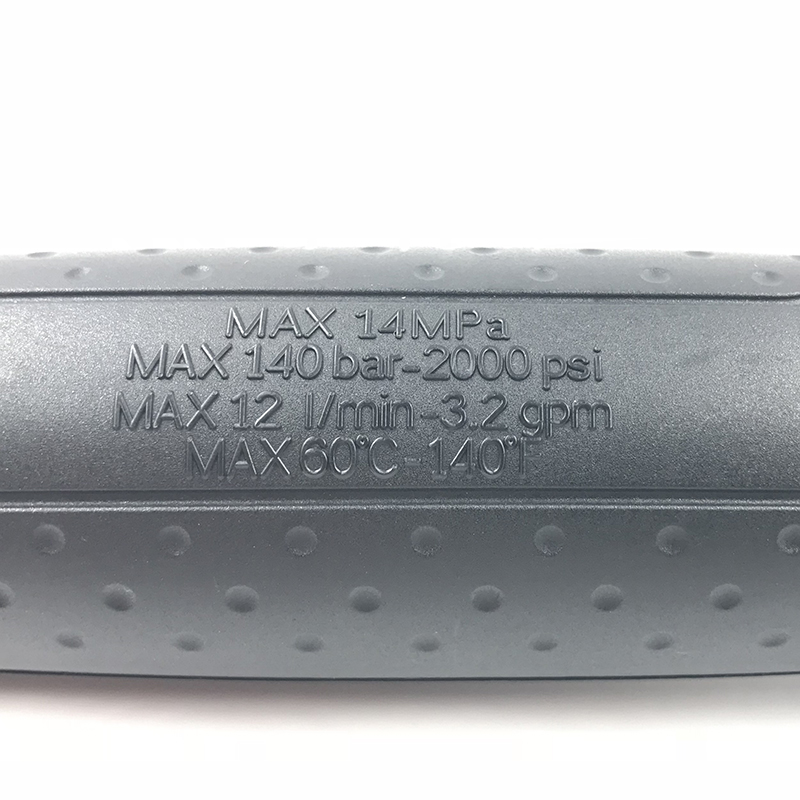 MAX 14MPa
MAX 140 bar-2000 psi
MAX 12 l/min-3.2 gpm
MAX 60°C-140°F